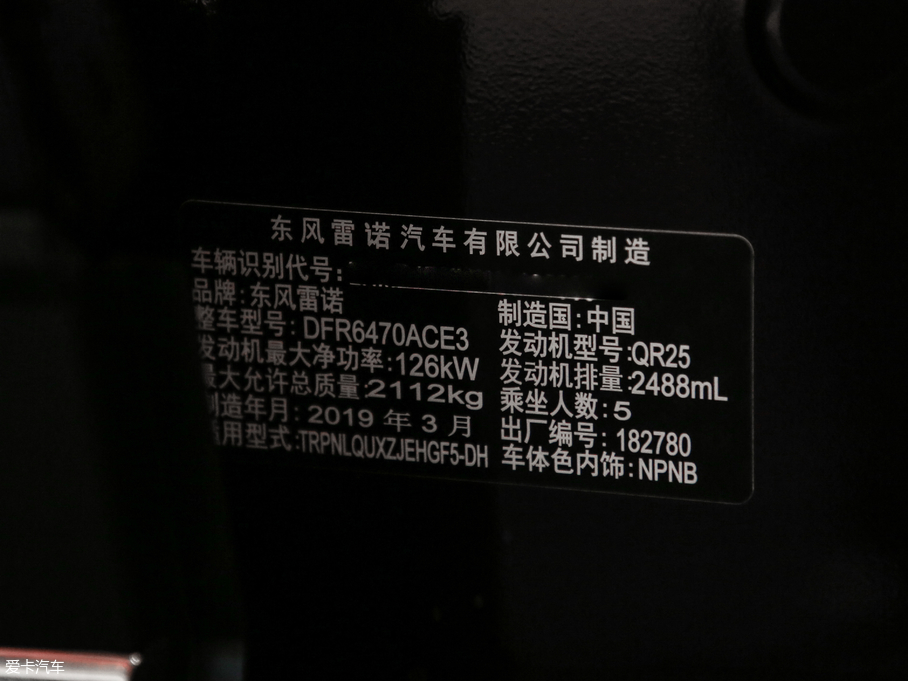 东风雷诺汽车有限公司制造
车辆识别代号:
品牌:东风雷诺
制造国:中国
整车型号:DFR6470ACE3
发动机型号:QR25
发动机最大净功率:126kW
发动机排量:2488mL
最大允许总质量:2112kg
乘坐人数:5
制造年月:2019年3月
出厂编号:182780
适用型式:TRPNLQUXZJEHGF5-DH
车体色内饰:NPNB
爱卡汽车